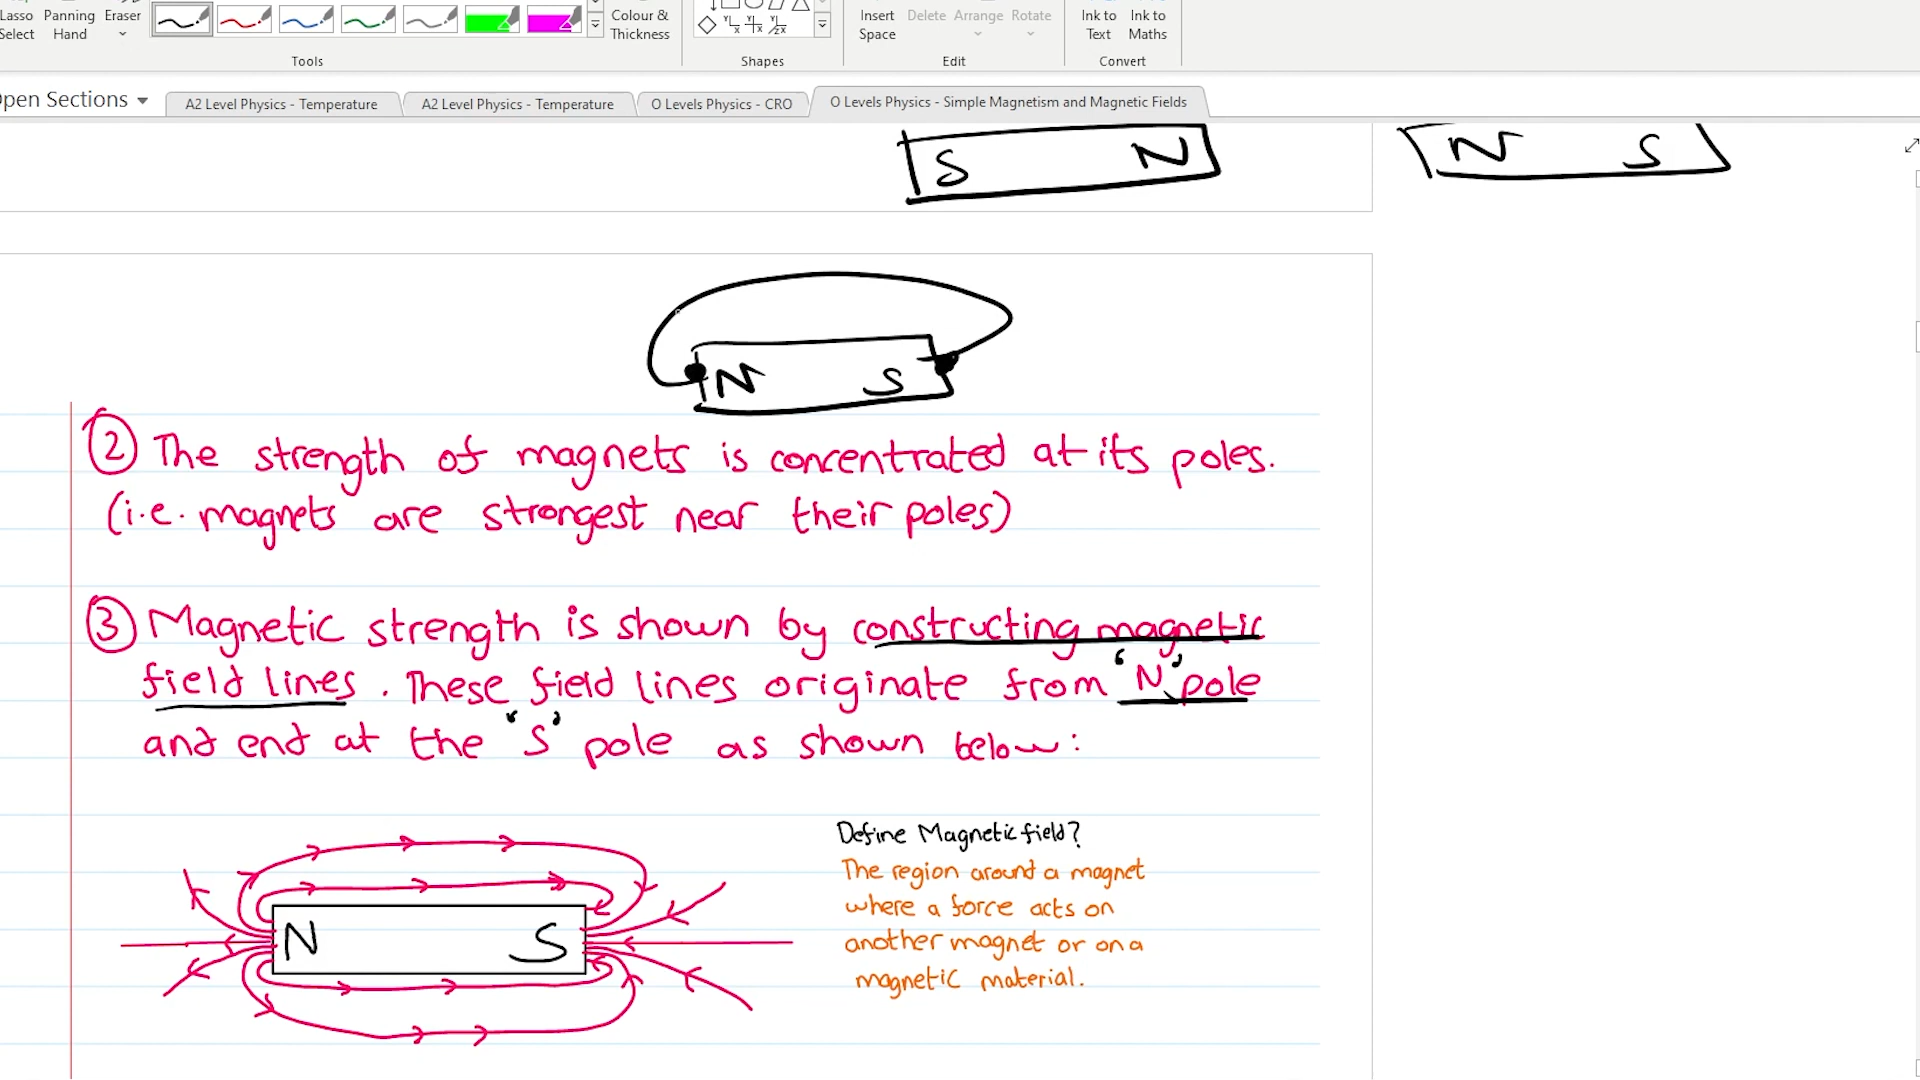 Lasso Select
Panning Hand
Eraser
Colour & Thickness
Insert Space
Delete
Arrange
Rotate
Ink to Text
Ink to Maths
Tools
Shapes
Edit
Convert
Open Sections
A2 Level Physics - Temperature
A2 Level Physics - Temperature
O Levels Physics - CRO
O Levels Physics - Simple Magnetism and Magnetic Fields
S N
N S
N S
② The strength of magnets is concentrated at its poles.
(i.e. magnets are strongest near their poles)
③ Magnetic strength is shown by constructing magnetic
field lines. These field lines originate from 'N' pole
and end at the 'S' pole as shown below:
Define Magnetic field?
The region around a magnet
where a force acts on
another magnet or on a
magnetic material.
N S